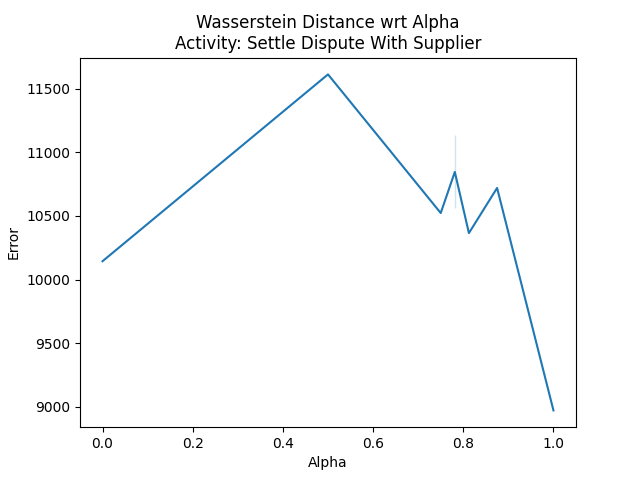 Wasserstein Distance wrt Alpha
Activity: Settle Dispute With Supplier
11500
11000
10500
10000
9500
9000
Error
0.0 0.2 0.4 0.6 0.8 1.0
Alpha